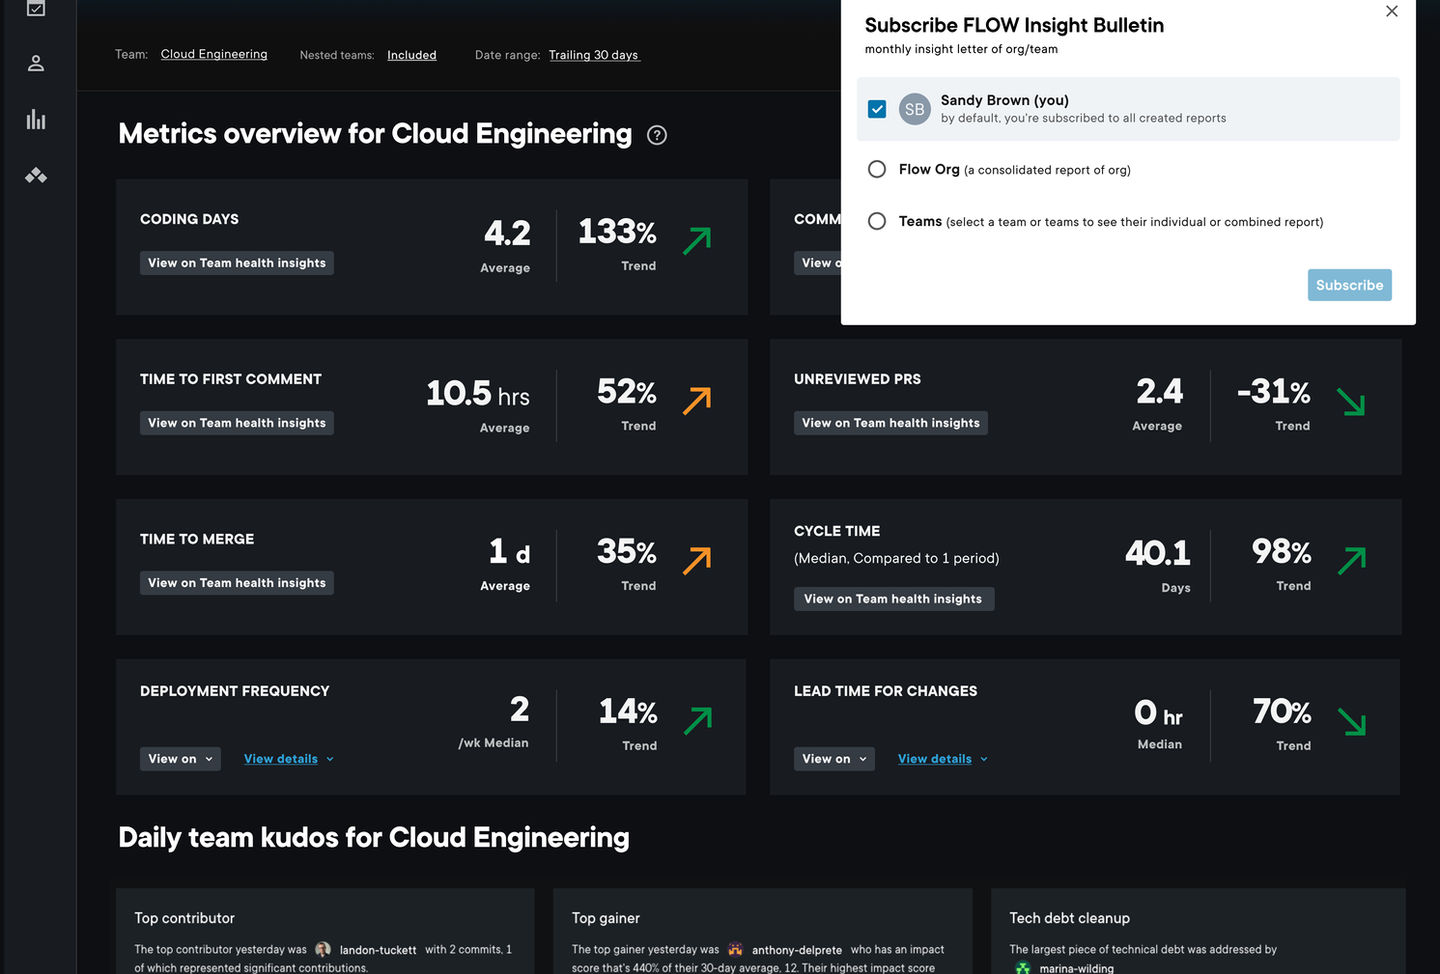 Subscribe FLOW Insight Bulletin
monthly insight letter of org/team
SB
Sandy Brown (you)
by default, you're subscribed to all created reports
Flow Org (a consolidated report of org)
Teams (select a team or teams to see their individual or combined report)
Subscribe
Team: Cloud Engineering Nested teams: Included Date range: Trailing 30 days
Metrics overview for Cloud Engineering ?
CODING DAYS
View on Team health insights
4.2
Average
133%
Trend
COMM
View o
TIME TO FIRST COMMENT
View on Team health insights
10.5 hrs
Average
52%
Trend
UNREVIEWED PRS
View on Team health insights
2.4
Average
-31%
Trend
TIME TO MERGE
View on Team health insights
1 d
Average
35%
Trend
CYCLE TIME
(Median, Compared to 1 period)
View on Team health insights
40.1
Days
98%
Trend
DEPLOYMENT FREQUENCY
View on View details
2
/wk Median
14%
Trend
LEAD TIME FOR CHANGES
View on View details
0 hr
Median
70%
Trend
Daily team kudos for Cloud Engineering
Top contributor
The top contributor yesterday was landon-tuckett with 2 commits, 1
of which represented significant contributions.
Top gainer
The top gainer yesterday was anthony-delprete who has an impact
score that's 440% of their 30-day average, 12. Their highest impact score
Tech debt cleanup
The largest piece of technical debt was addressed by
marina-wilding